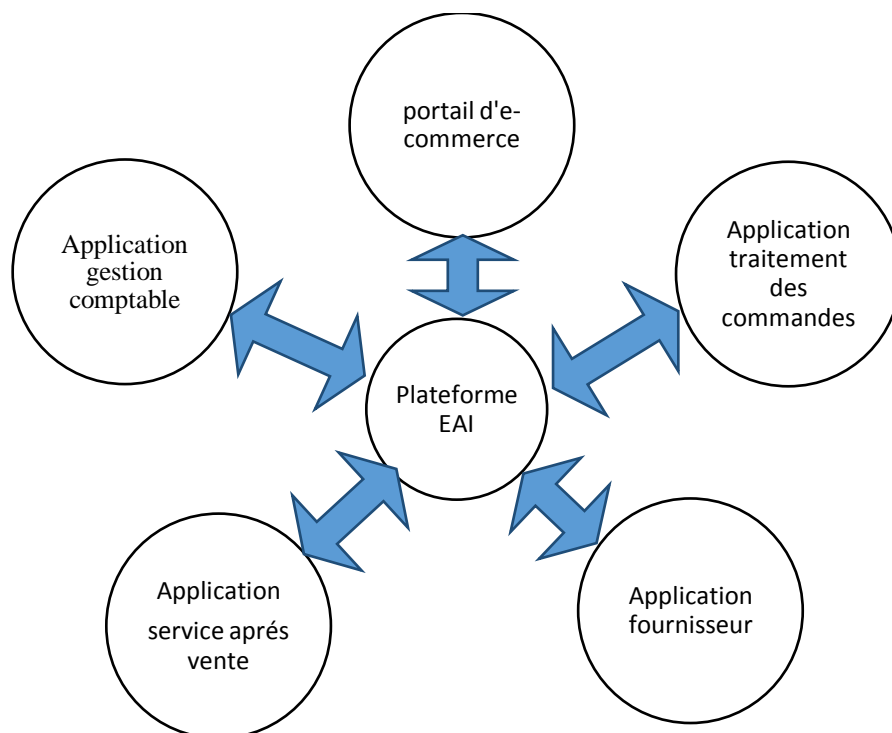 portail d'e-
commerce
Application
gestion
comptable
Application
traitement
des
commandes
Plateforme
EAI
Application
service aprés
vente
Application
fournisseur